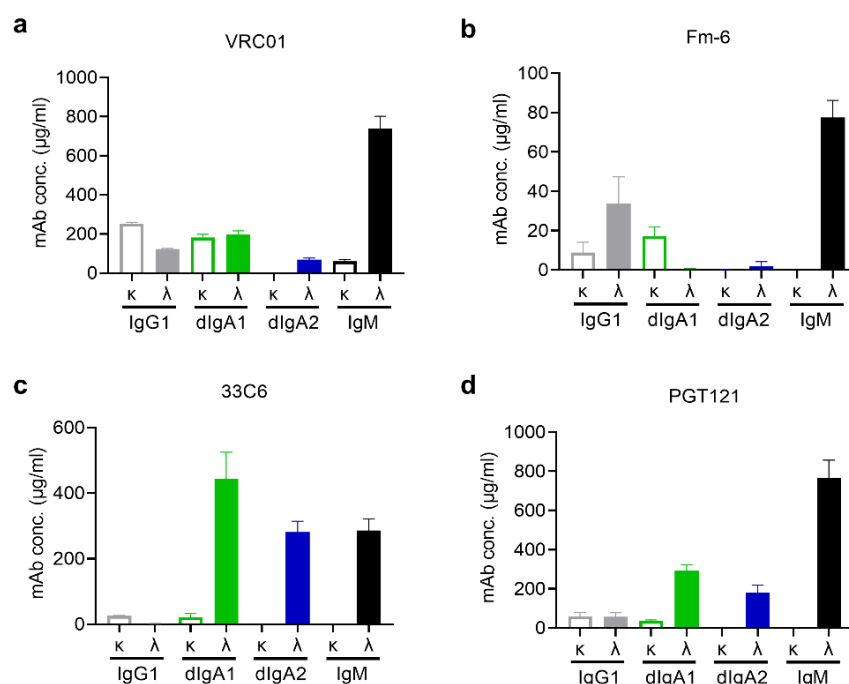 a
VRC01
mAb conc. (µg/ml)
1000
800
600
400
200
0
κ λ κ λ κ λ κ λ
IgG1 dIgA1 dIgA2 IgM
b
Fm-6
mAb conc. (µg/ml)
100
80
60
40
20
0
κ λ κ λ κ λ κ λ
IgG1 dIgA1 dIgA2 IgM
c
33C6
mAb conc. (µg/ml)
600
400
200
0
κ λ κ λ κ λ κ λ
IgG1 dIgA1 dIgA2 IgM
d
PGT121
mAb conc. (µg/ml)
1000
800
600
400
200
0
κ λ κ λ κ λ κ λ
IgG1 dIgA1 dIgA2 IgM